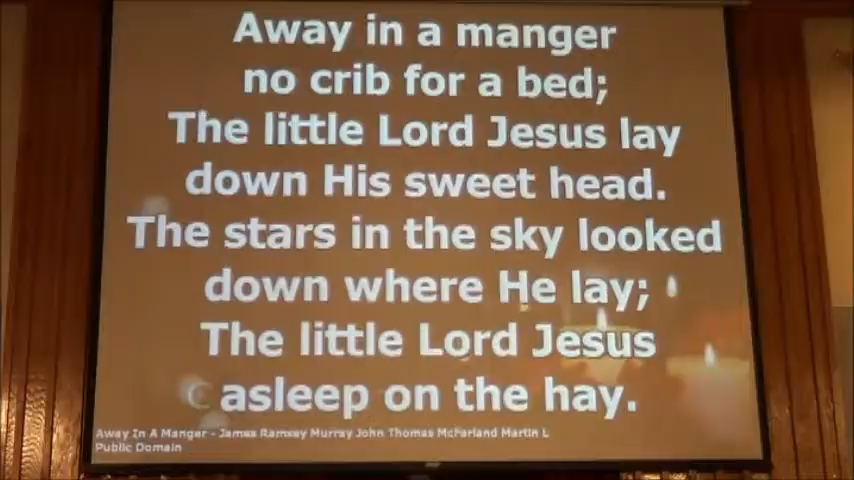 Away in a manger
no crib for a bed;
The little Lord Jesus lay
down His sweet head.
The stars in the sky looked
down where He lay;
The little Lord Jesus
asleep on the hay.
Away In A Manger - James Ramsey Murray John Thomas McFarland Martin L
Public Domain